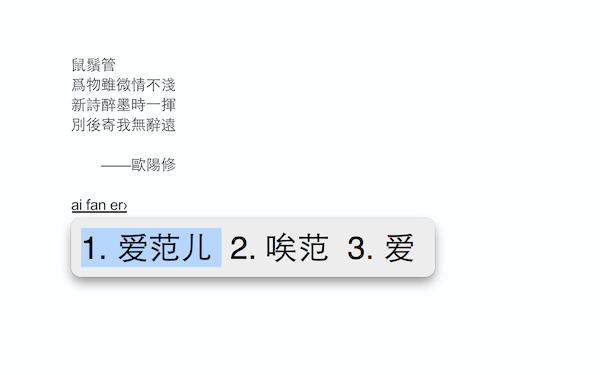 鼠鬚管
爲物雖微情不淺
新詩醉墨時一揮
別後寄我無辭遠
——歐陽修
ai fan er›
1. 爱范儿 2. 唉范 3. 爱